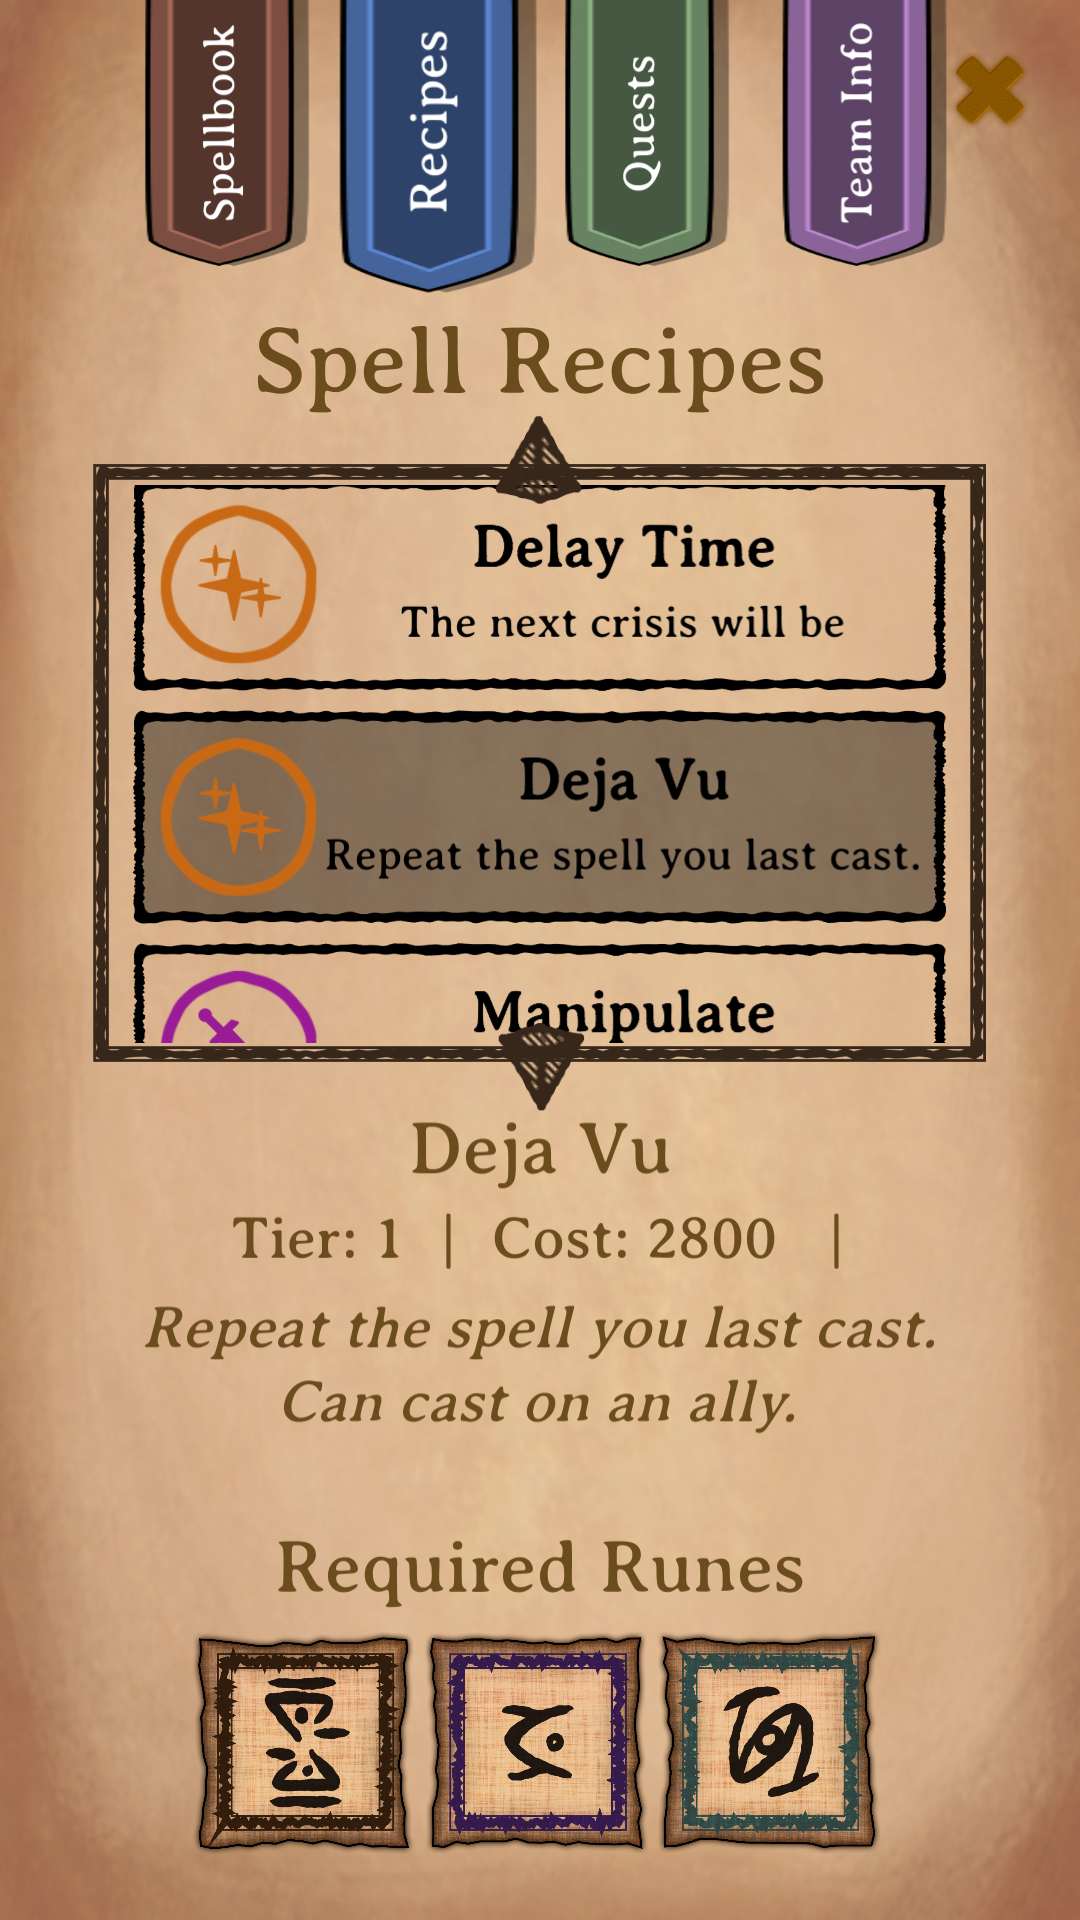 Spellbook
Recipes
Quests
Team Info
Spell Recipes
Delay Time
The next crisis will be
Deja Vu
Repeat the spell you last cast.
Manipulate
Deja Vu
Tier: 1 | Cost: 2800 |
Repeat the spell you last cast.
Can cast on an ally.
Required Runes